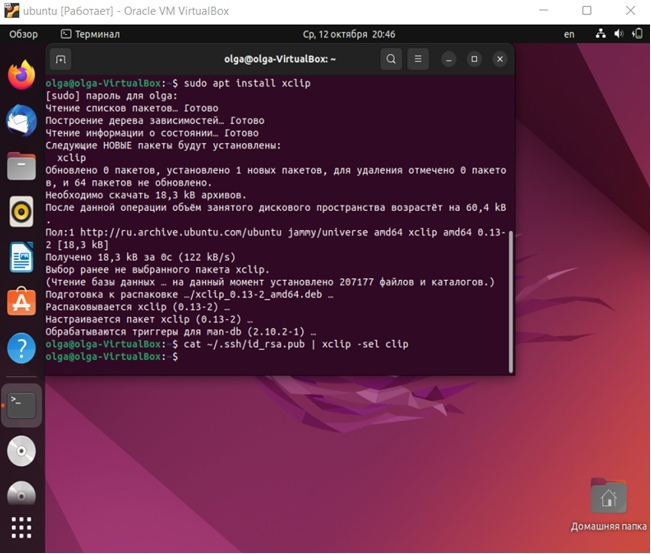 ubuntu [Работает] - Oracle VM VirtualBox
Обзор Терминал Ср, 12 октября 20:46 en
olga@olga-VirtualBox: ~
olga@olga-VirtualBox:~$ sudo apt install xclip
[sudo] пароль для olga:
Чтение списков пакетов… Готово
Построение дерева зависимостей… Готово
Чтение информации о состоянии… Готово
Следующие НОВЫЕ пакеты будут установлены:
  xclip
Обновлено 0 пакетов, установлено 1 новых пакетов, для удаления отмечено 0 пакето
в, и 64 пакетов не обновлено.
Необходимо скачать 18,3 kB архивов.
После данной операции объём занятого дискового пространства возрастёт на 60,4 kB
.
Пол:1 http://ru.archive.ubuntu.com/ubuntu jammy/universe amd64 xclip amd64 0.13-
2 [18,3 kB]
Получено 18,3 kB за 0с (122 kB/s)
Выбор ранее не выбранного пакета xclip.
(Чтение базы данных … на данный момент установлено 207177 файлов и каталогов.)
Подготовка к распаковке …/xclip_0.13-2_amd64.deb …
Распаковывается xclip (0.13-2) …
Настраивается пакет xclip (0.13-2) …
Обрабатываются триггеры для man-db (2.10.2-1) …
olga@olga-VirtualBox:~$ cat ~/.ssh/id_rsa.pub | xclip -sel clip
olga@olga-VirtualBox:~$
Домашняя папка